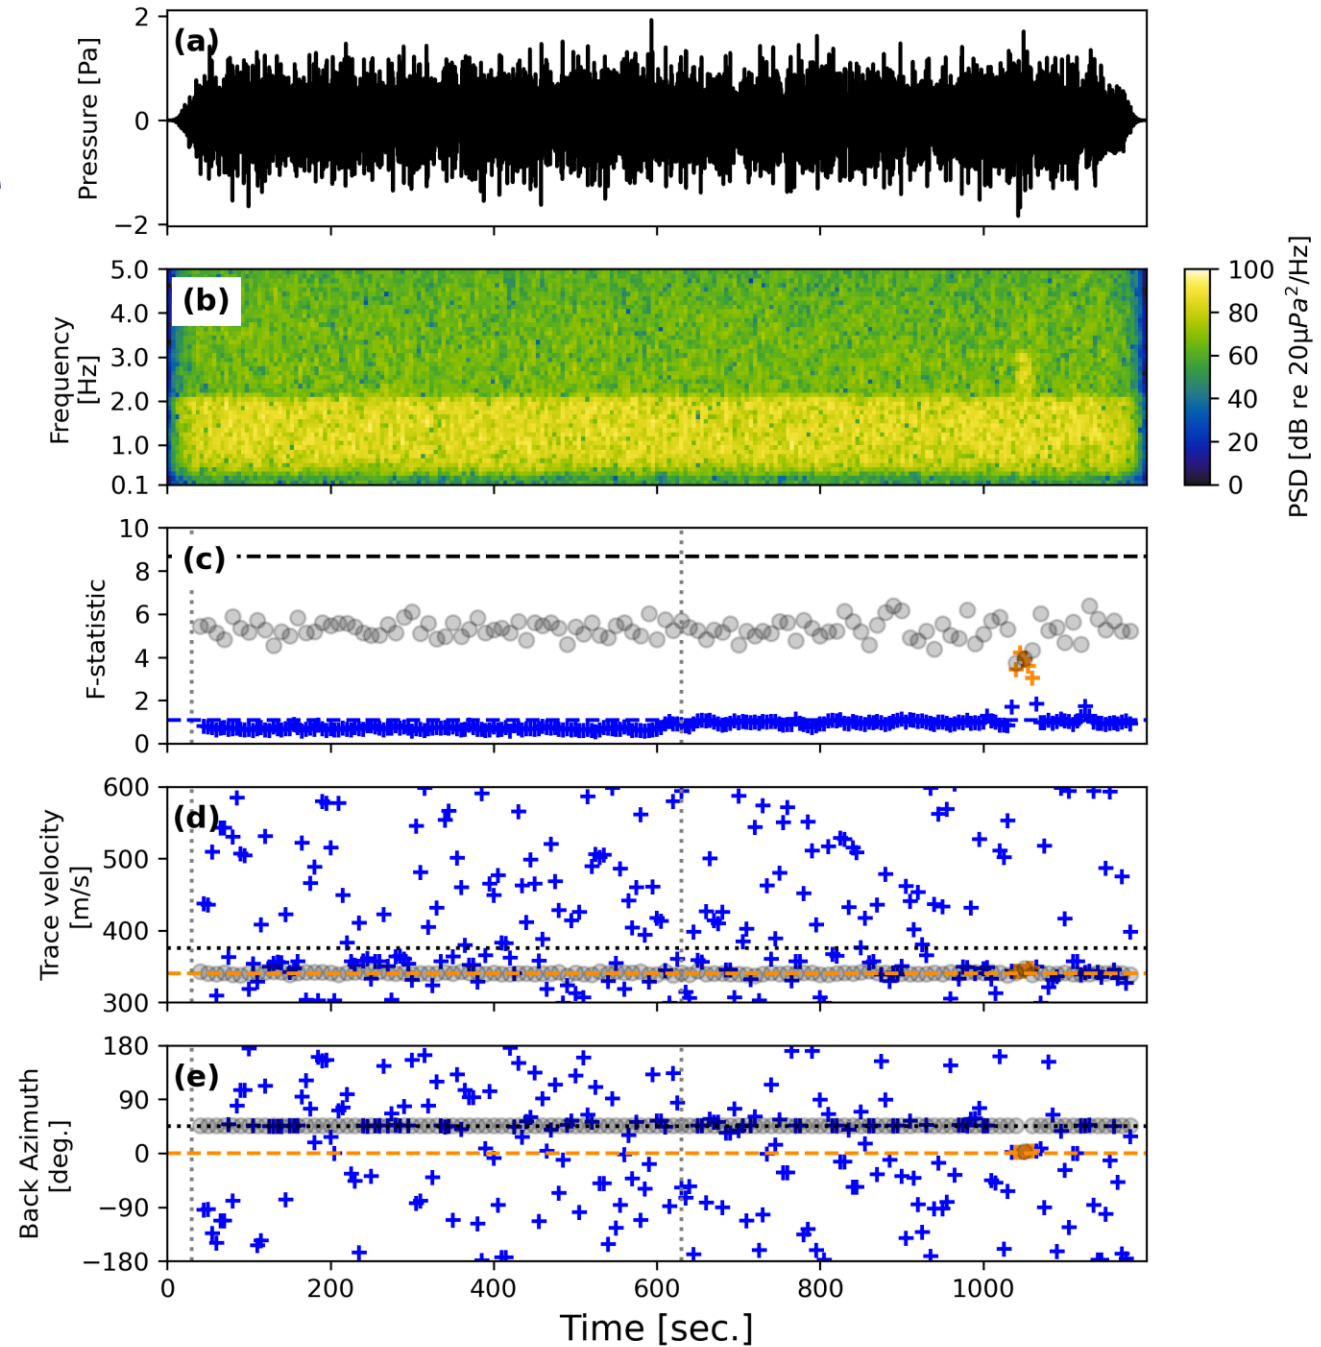 (a)
Pressure [Pa]
2
0
−2
(b)
Frequency
[Hz]
5.0
4.0
3.0
2.0
1.0
0.1
100
80
60
40
20
0
PSD [dB re 20μPa²/Hz]
(c)
F-statistic
10
8
6
4
2
0
(d)
Trace velocity
[m/s]
600
500
400
300
(e)
Back Azimuth
[deg.]
180
90
0
−90
−180
0 200 400 600 800 1000
Time [sec.]